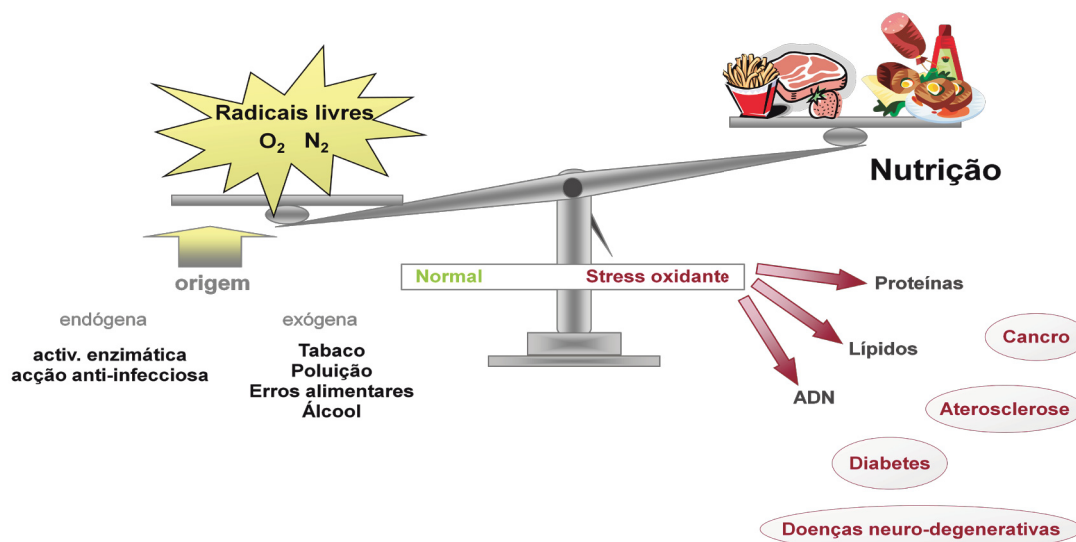 Radicais livres
O₂ N₂
Nutrição
origem
endógena
activ. enzimática
acção anti-infecciosa
exógena
Tabaco
Poluição
Erros alimentares
Álcool
Normal
Stress oxidante
Proteínas
Lípidos
ADN
Cancro
Aterosclerose
Diabetes
Doenças neuro-degenerativas